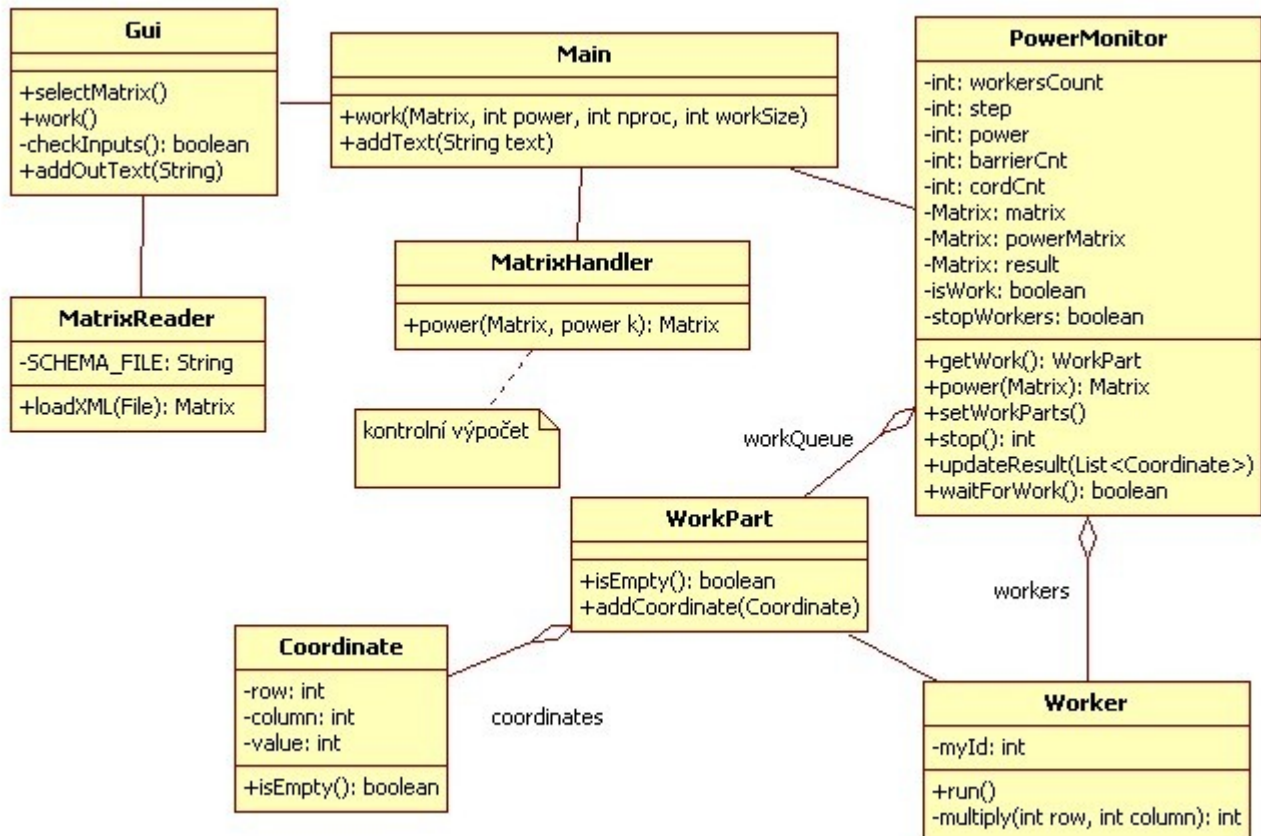 Gui
+selectMatrix()
+work()
-checkInputs(): boolean
+addOutText(String)
Main
+work(Matrix, int power, int nproc, int workSize)
+addText(String text)
PowerMonitor
-int: workersCount
-int: step
-int: power
-int: barrierCnt
-int: cordCnt
-Matrix: matrix
-Matrix: powerMatrix
-Matrix: result
-isWork: boolean
-stopWorkers: boolean
+getWork(): WorkPart
+power(Matrix): Matrix
+setWorkParts()
+stop(): int
+updateResult(List<Coordinate>)
+waitForWork(): boolean
MatrixHandler
+power(Matrix, power k): Matrix
MatrixReader
-SCHEMA_FILE: String
+loadXML(File): Matrix
kontrolní výpočet
workQueue
WorkPart
+isEmpty(): boolean
+addCoordinate(Coordinate)
workers
Coordinate
-row: int
-column: int
-value: int
+isEmpty(): boolean
coordinates
Worker
-myId: int
+run()
-multiply(int row, int column): int